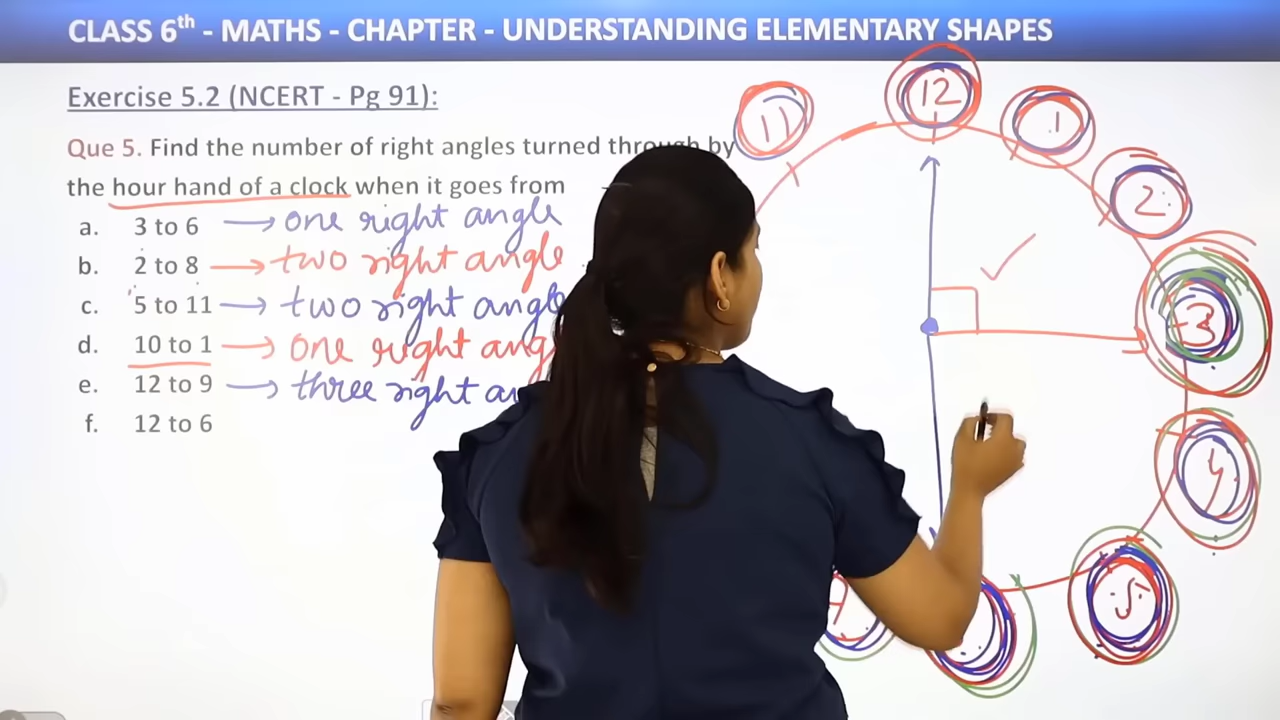 CLASS 6th - MATHS - CHAPTER - UNDERSTANDING ELEMENTARY SHAPES
Exercise 5.2 (NCERT - Pg 91):
Que 5. Find the number of right angles turned through by
the hour hand of a clock when it goes from
a. 3 to 6 → one right angle
b. 2 to 8 → two right angle
c. 5 to 11 → two right angle
d. 10 to 1 → one right
e. 12 to 9 → three right
f. 12 to 6
12
11
1
2
3
4
5
7